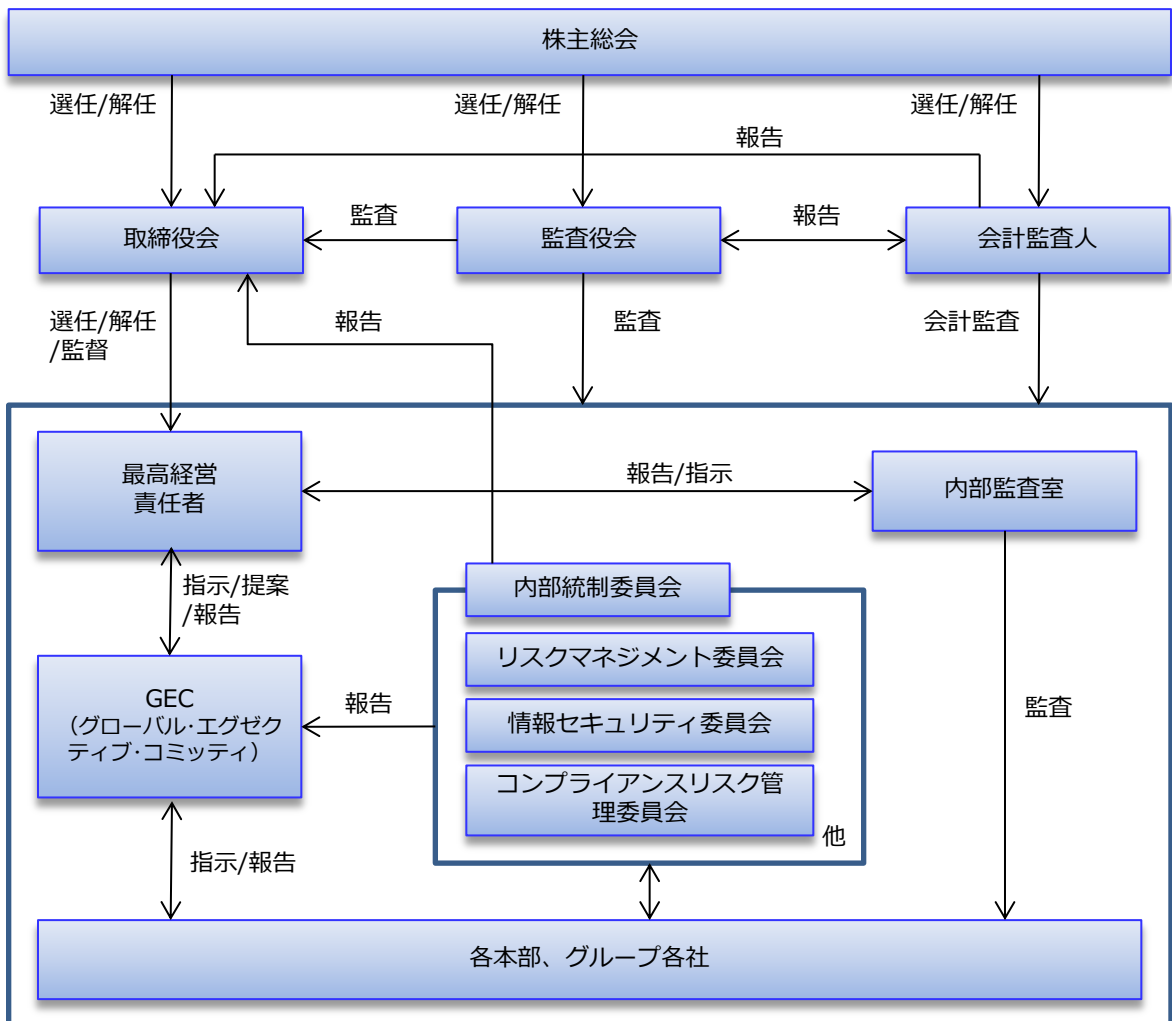 株主総会
選任/解任
選任/解任
選任/解任
報告
取締役会
監査
監査役会
報告
会計監査人
選任/解任
/監督
報告
監査
会計監査
最高経営
責任者
報告/指示
内部監査室
指示/提案
/報告
内部統制委員会
リスクマネジメント委員会
GEC
(グローバル・エグゼク
ティブ・コミッティ)
報告
情報セキュリティ委員会
監査
コンプライアンスリスク管
理委員会
他
指示/報告
各本部、グループ各社